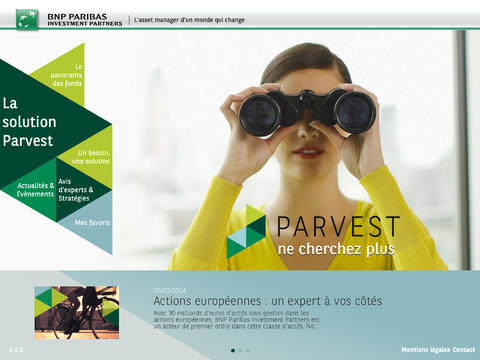 BNP PARIBAS
INVESTMENT PARTNERS
L'asset manager d'un monde qui change
Le
panorama
des fonds
La
solution
Parvest
Un besoin,
une solution
Actualités &
Evènements
Avis
d'experts &
Stratégies
Mes favoris
PARVEST
ne cherchez plus
05/03/2014
Actions européennes : un expert à vos côtés
Avec 30 milliards d'euros d'actifs sous gestion dans les
actions européennes, BNP Paribas Investment Partners est
un acteur de premier ordre dans cette classe d'actifs. No...
0.2.3
Mentions légales Contact